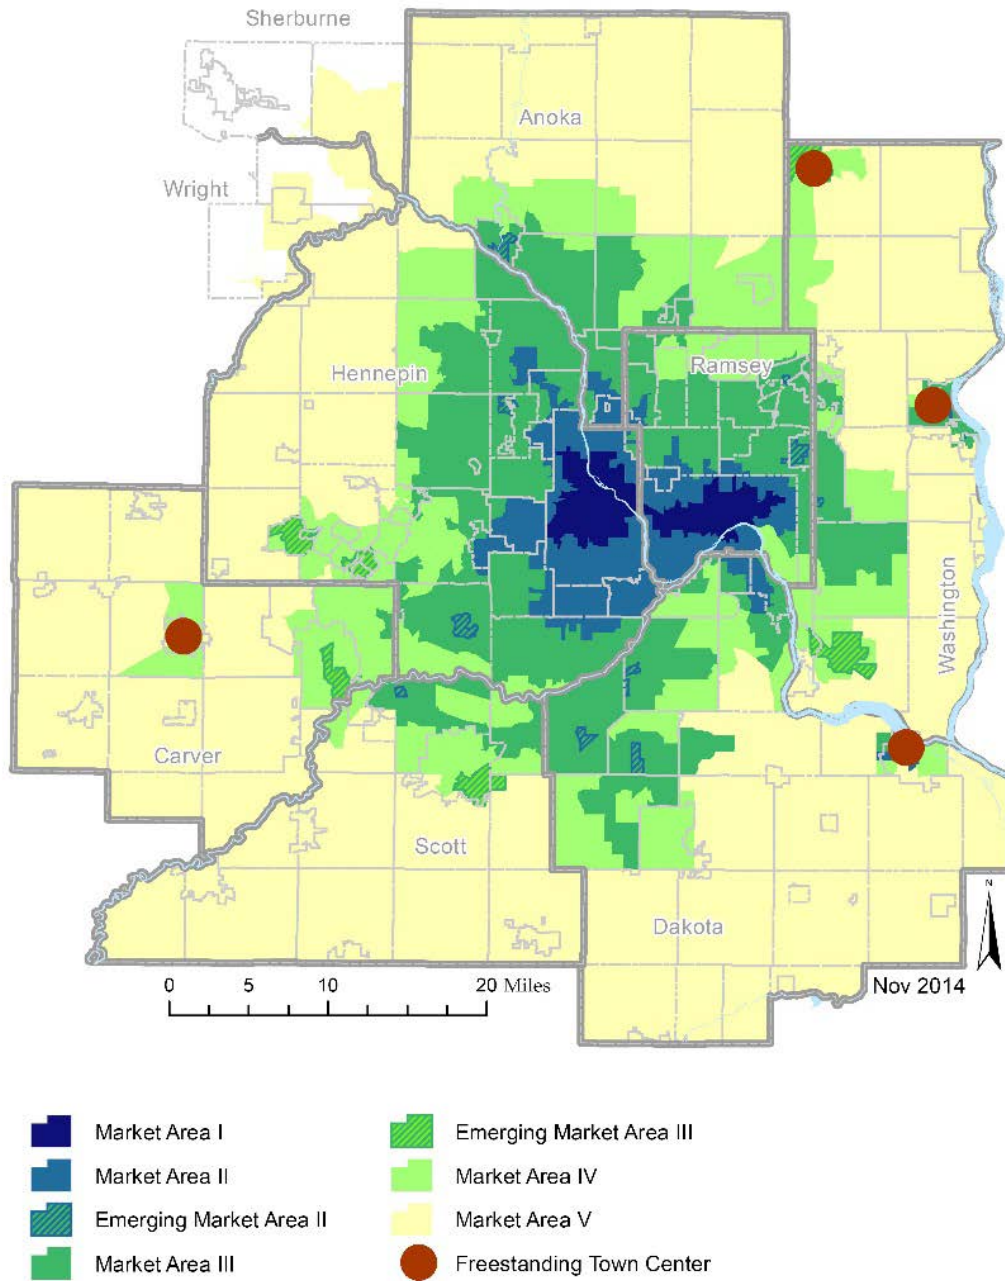 Sherburne
Anoka
Wright
Ramsey
Hennepin
Washington
Carver
Scott
Dakota
N
0 5 10 20 Miles
Nov 2014
Market Area I
Market Area II
Emerging Market Area II
Market Area III
Emerging Market Area III
Market Area IV
Market Area V
Freestanding Town Center